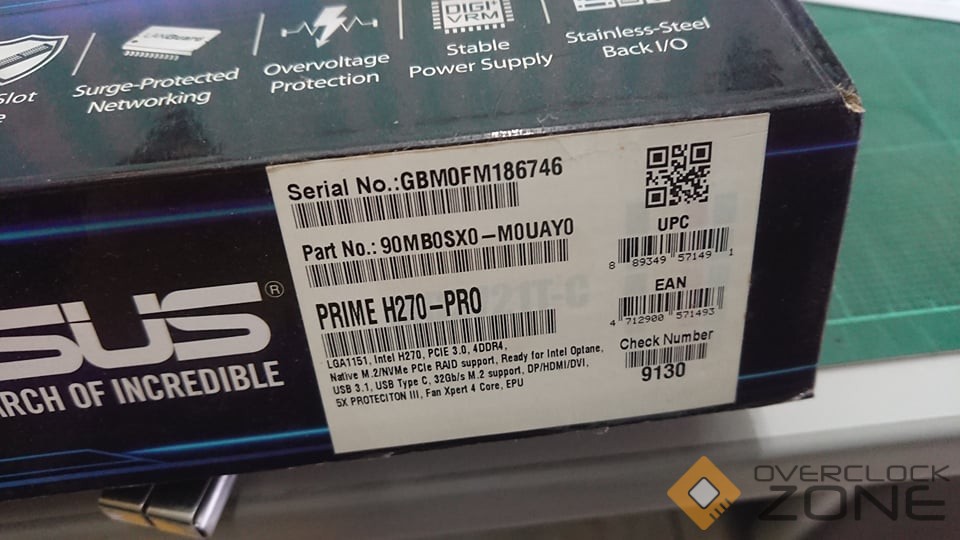 DIGI+
VRM
LANGuard
Slot
Surge-Protected
Networking
Overvoltage
Protection
Stable
Power Supply
Stainless-Steel
Back I/O
Serial No.:GBM0FM186746
Part No.: 90MB0SX0-M0UAY0
PRIME H270-PRO
LGA1151, Intel H270, PCIE 3.0, 4DDR4,
Native M.2/NVMe PCIe RAID support, Ready for Intel Optane,
USB 3.1, USB Type C, 32Gb/s M.2 support, DP/HDMI/DVI,
5X PROTECITON III, Fan Xpert 4 Core, EPU
UPC
8 89349 57149 1
EAN
4 712900 571493
Check Number
9130
SUS®
ARCH OF INCREDIBLE
OVERCLOCK
ZONE